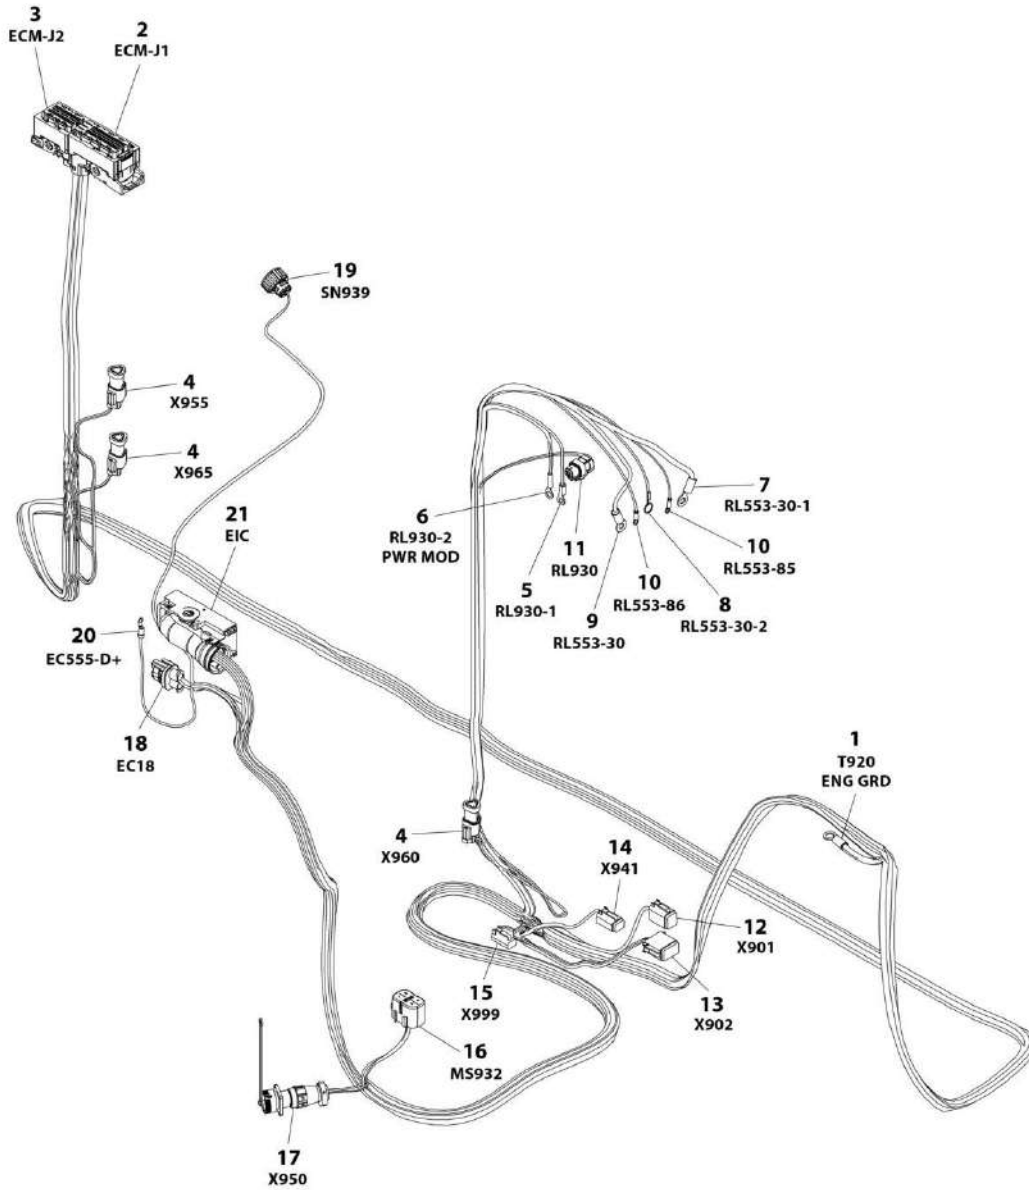 3
ECM-J2
2
ECM-J1
19
SN939
4
X955
4
X965
21
EIC
6
RL930-2
PWR MOD
5
RL930-1
11
RL930
9
RL553-30
10
RL553-86
8
RL553-30-2
10
RL553-85
7
RL553-30-1
20
EC555-D+
18
EC18
1
T920
ENG GRD
4
X960
14
X941
12
X901
13
X902
15
X999
16
MS932
17
X950